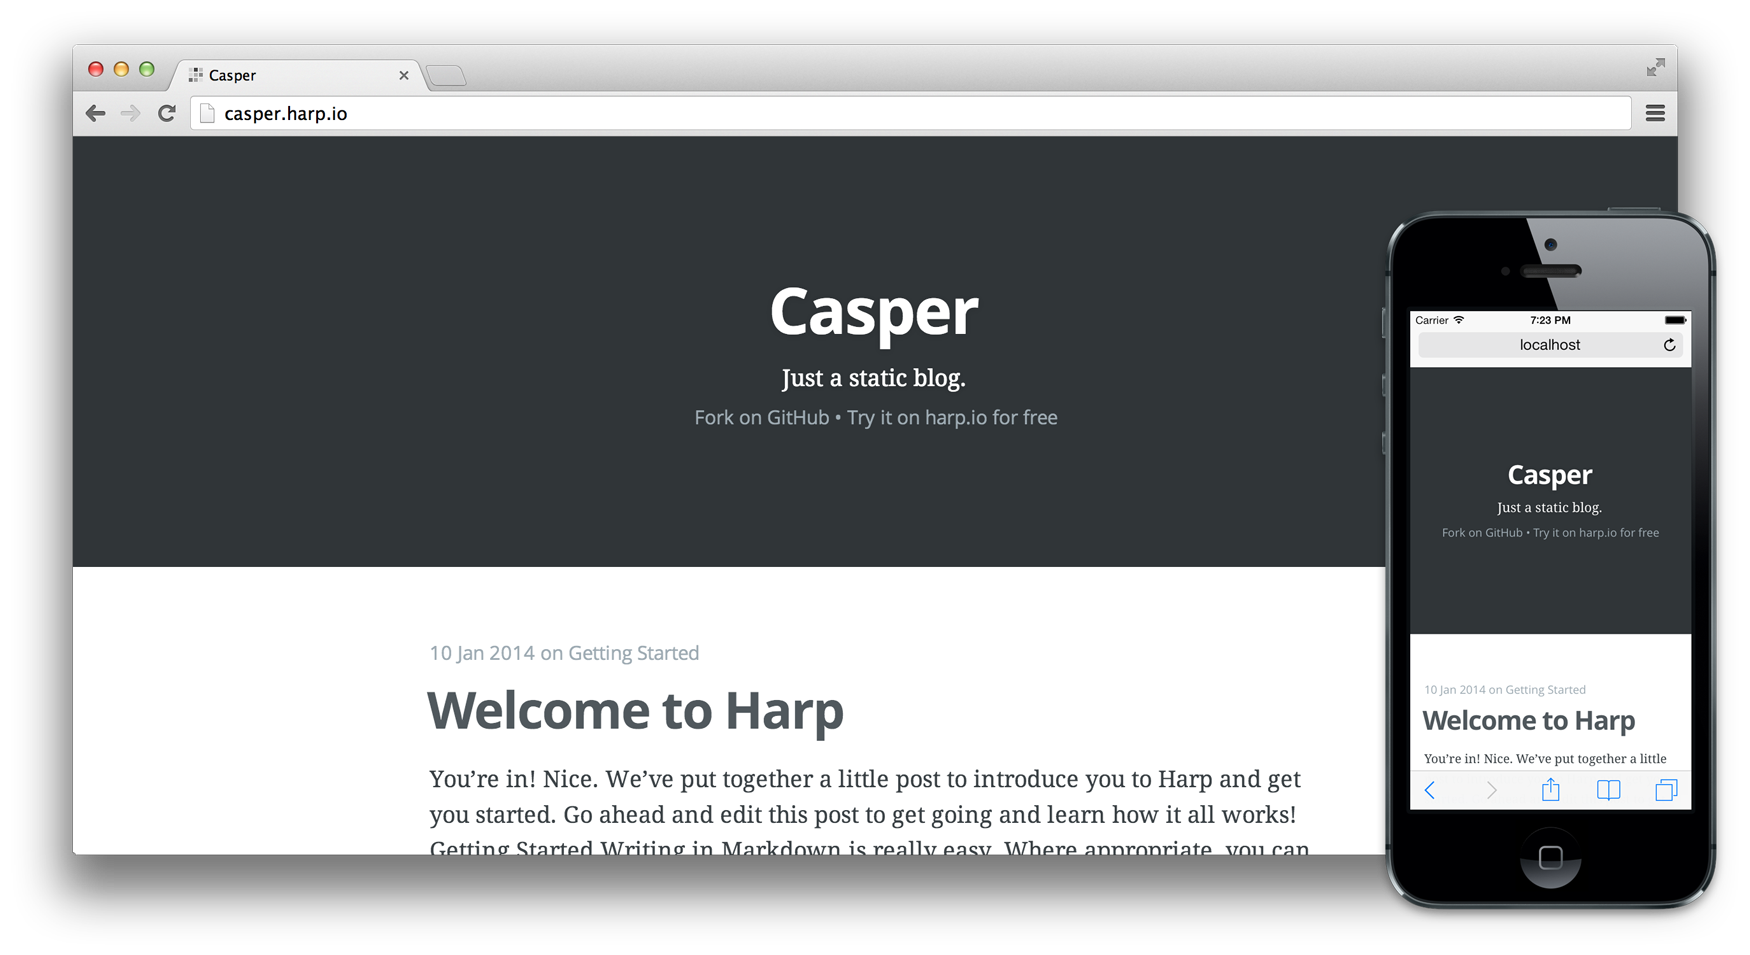 Casper
casper.harp.io
Casper
Just a static blog.
Fork on GitHub • Try it on harp.io for free
10 Jan 2014 on Getting Started
Welcome to Harp
You’re in! Nice. We’ve put together a little post to introduce you to Harp and get
you started. Go ahead and edit this post to get going and learn how it all works!
Getting Started Writing in Markdown is really easy. Where appropriate, you can
Carrier 7:23 PM
localhost
Casper
Just a static blog.
Fork on GitHub • Try it on harp.io for free
10 Jan 2014 on Getting Started
Welcome to Harp
You’re in! Nice. We’ve put together a little